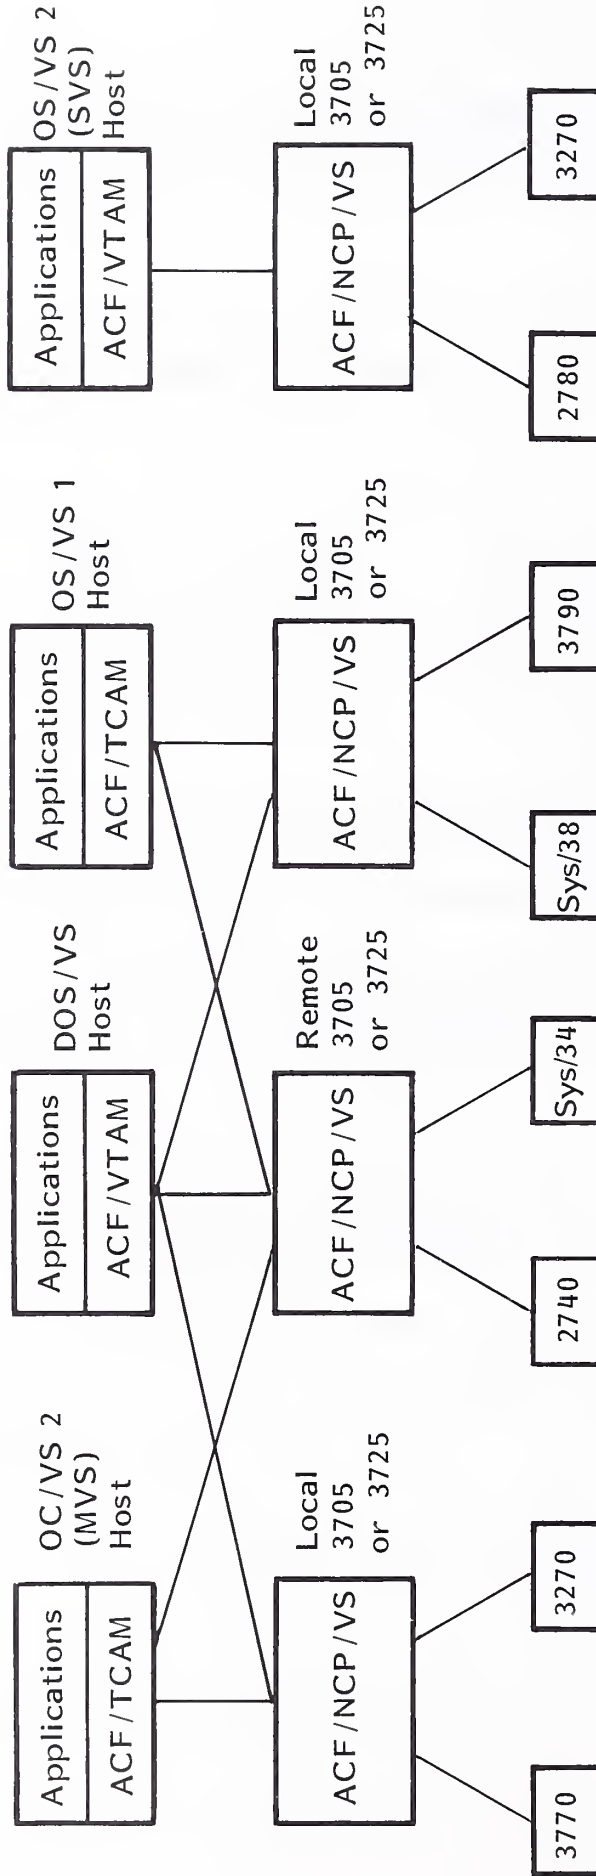 Applications
ACF/TCAM
OC/VS 2
(MVS)
Host
Applications
ACF/VTAM
DOS/VS
Host
Applications
ACF/TCAM
OS/VS 1
Host
Applications
ACF/VTAM
OS/VS 2
(SVS)
Host
ACF/NCP/VS
Local
3705
or 3725
ACF/NCP/VS
Remote
3705
or 3725
ACF/NCP/VS
Local
3705
or 3725
ACF/NCP/VS
Local
3705
or 3725
3770
3270
2740
Sys/34
Sys/38
3790
2780
3270